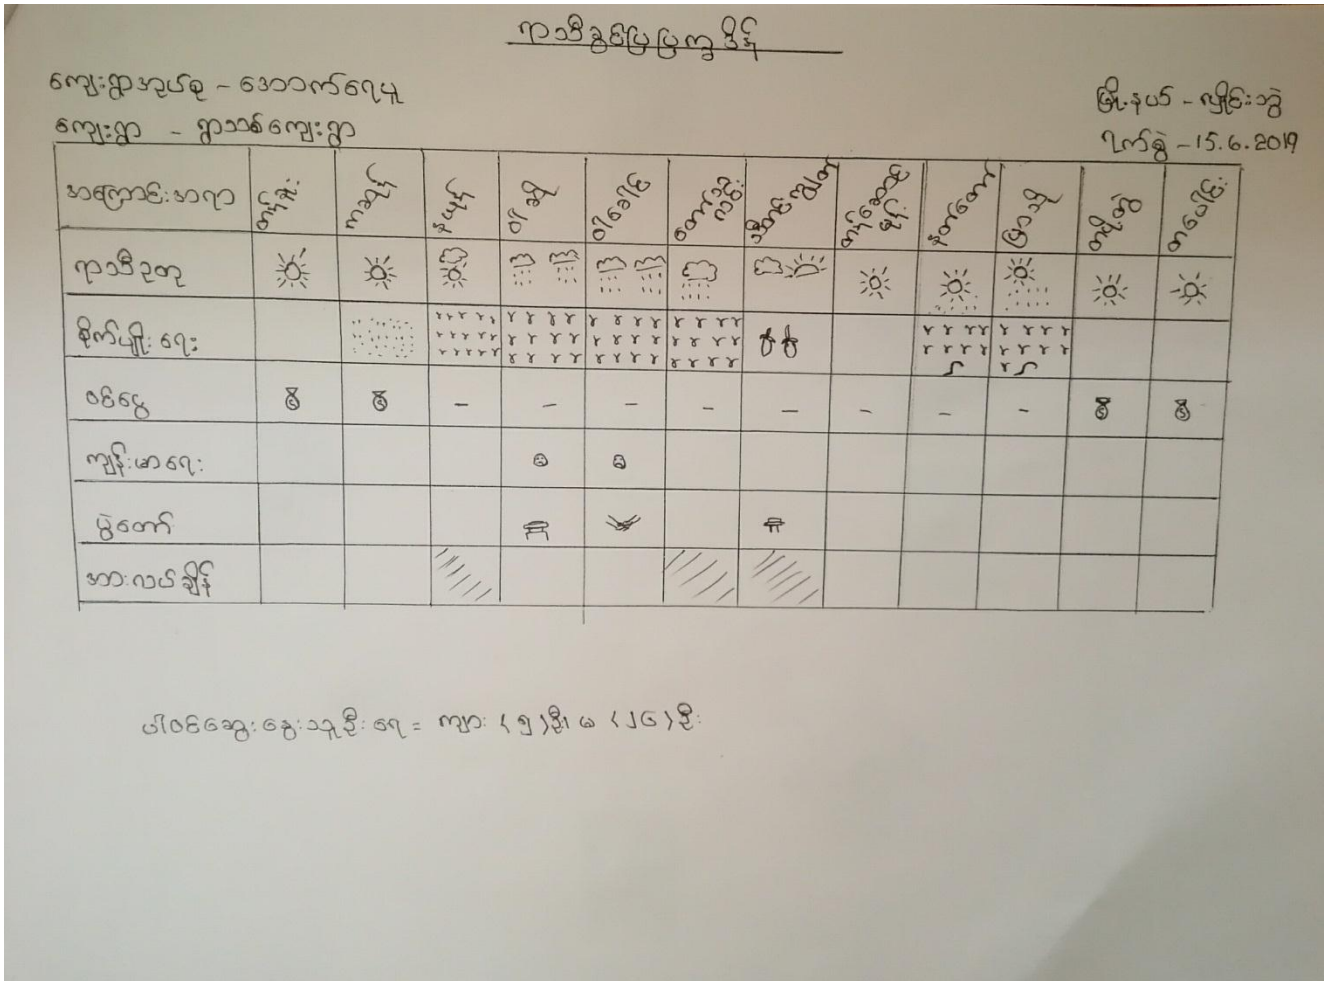 ရာသီခွင်ပြပြက္ခဒိန်
ကျေးရွာအုပ်စု - အောက်ရေပူ
မြို့နယ် - လှိုင်းဘွဲ
ကျေးရွာ - ရွာသစ်ကျေးရွာ
ရက်စွဲ - 15.6.2019
အကြောင်းအရာ တန်ခူး ကဆုန် နယုန် ဝါဆို ဝါခေါင် တော်သလင်း သီတင်းကျွတ် တန်ဆောင်မုန်း နတ်တော် ပြာသို တပို့တွဲ တပေါင်း
ရာသီဥတု
စိုက်ပျိုးရေး
ဝင်ငွေ - - - - - - - -
ကျန်းမာရေး
ပွဲတော်
အားလပ်ချိန်
ပါဝင်ဆွေးနွေးသူဦးရေ = ကျား (၅)ဦး၊ မ (၂၆)ဦး